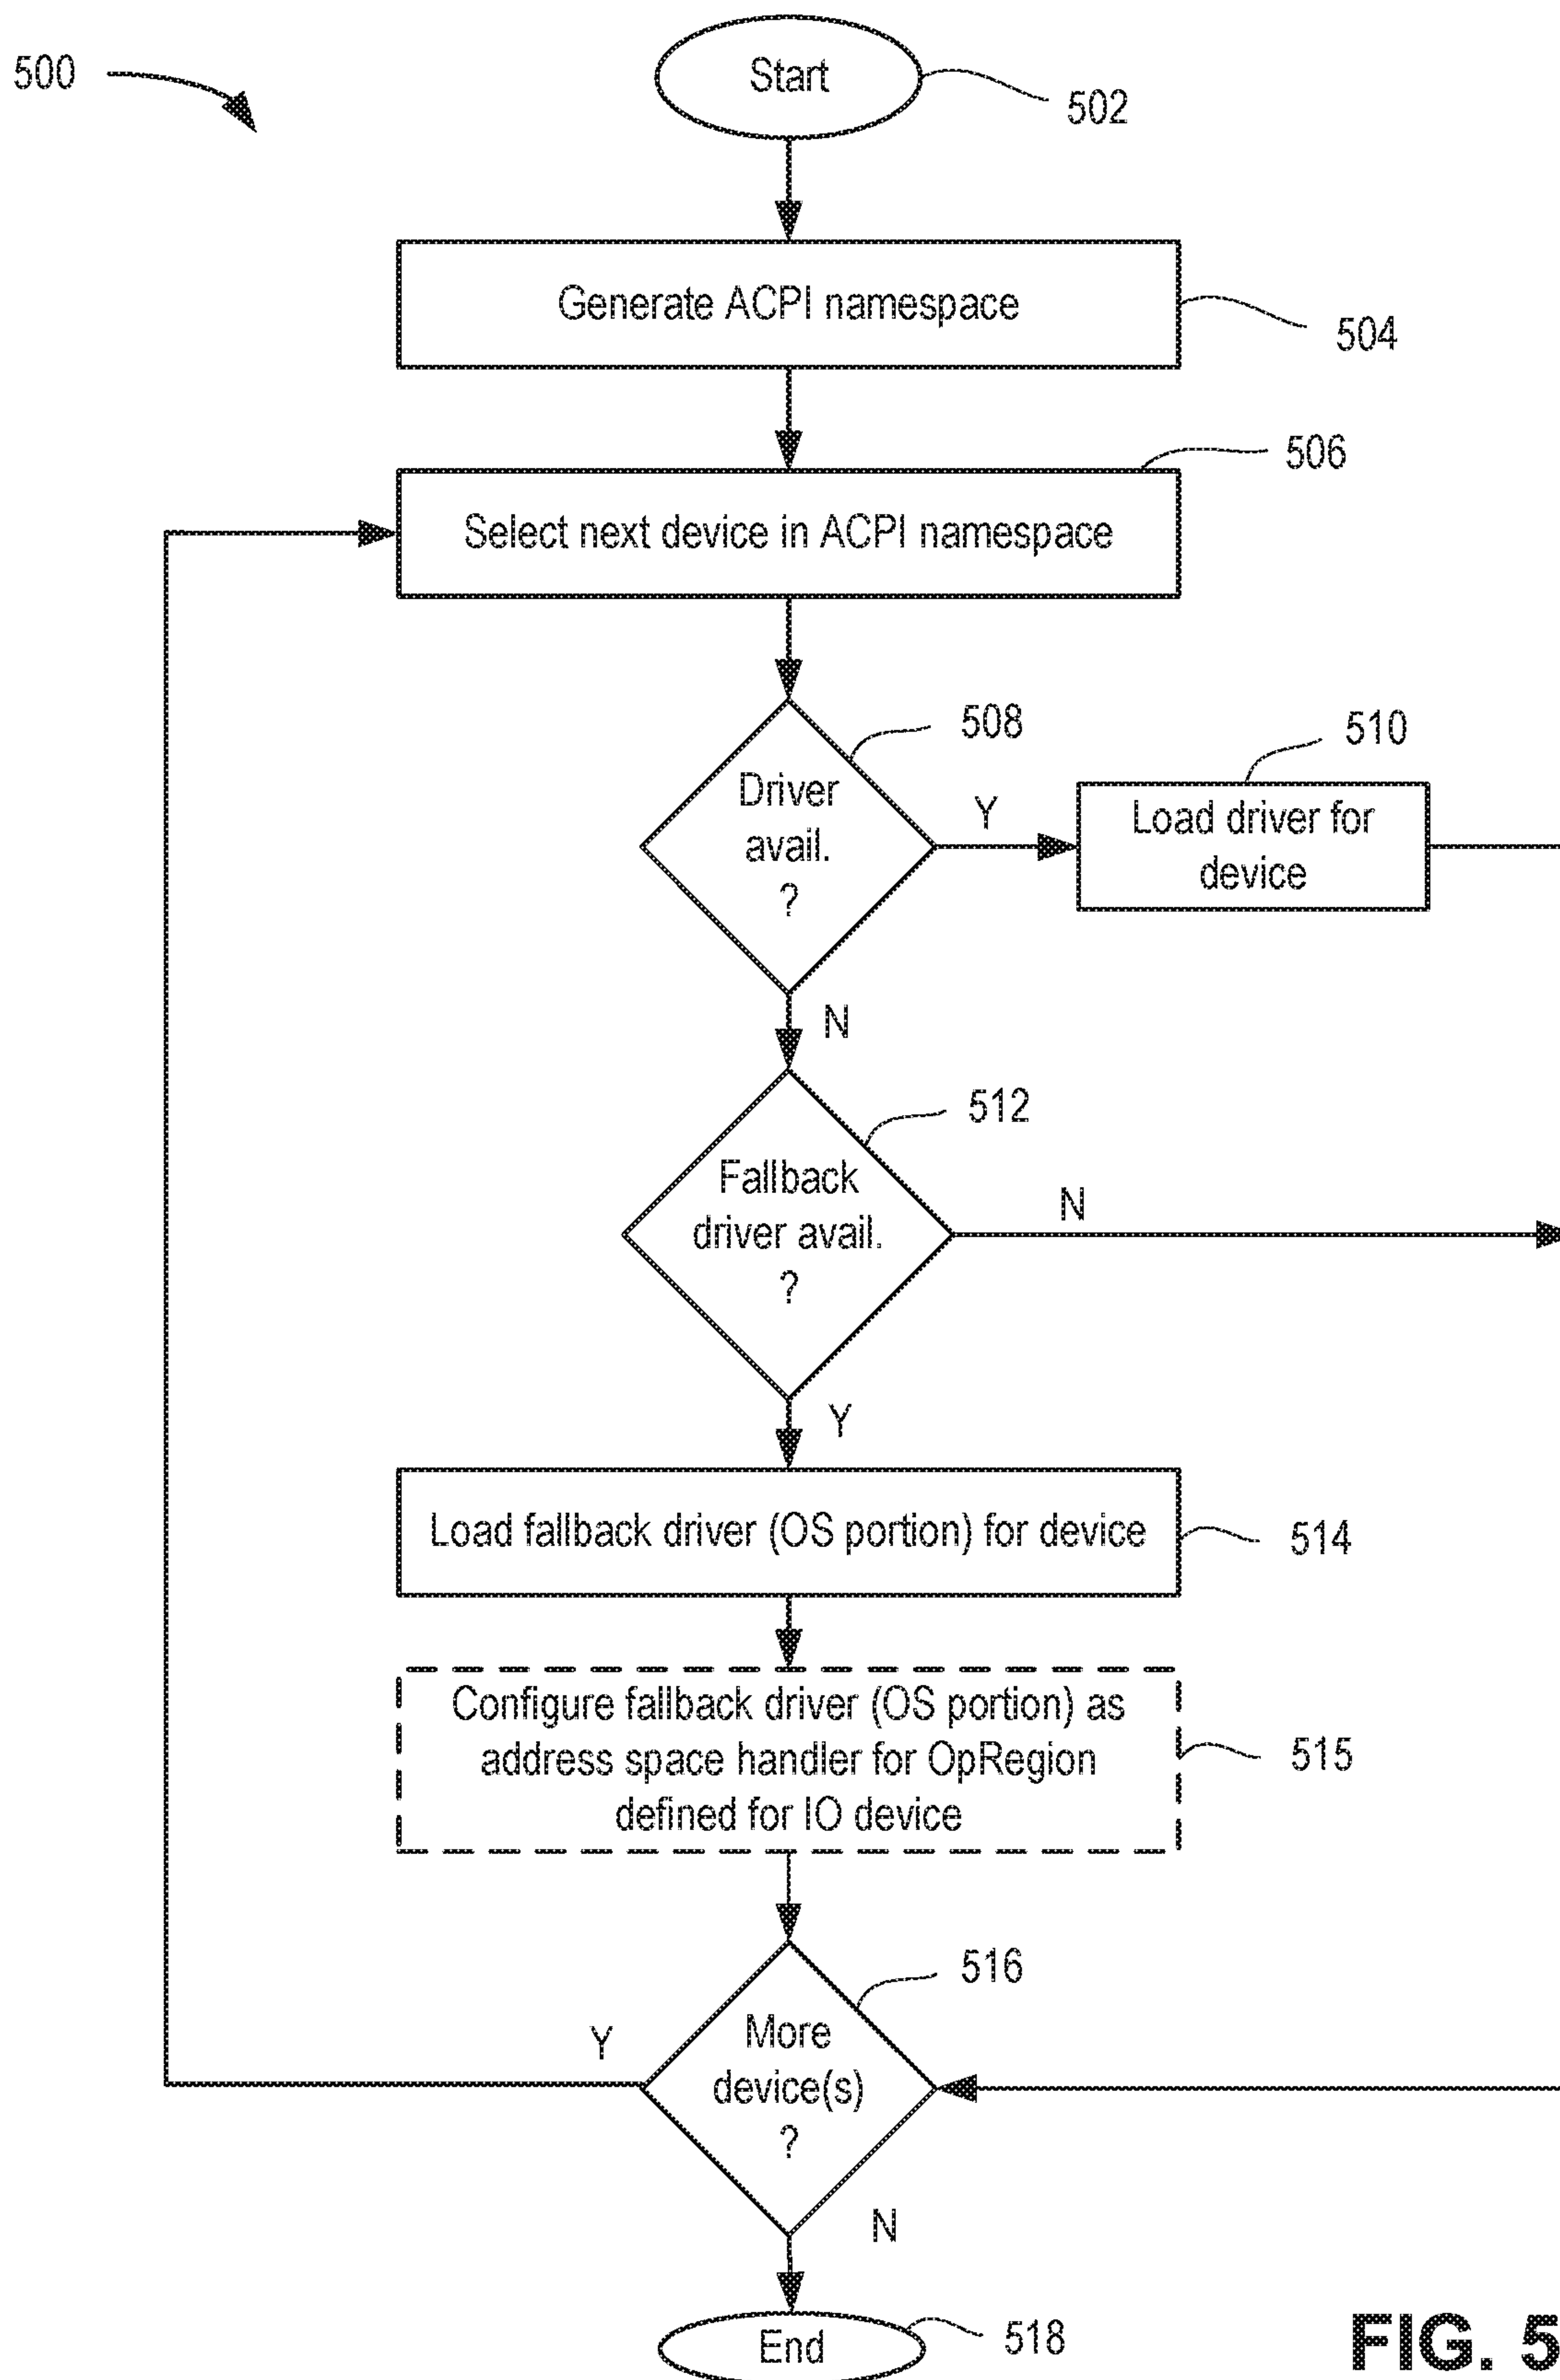 500
Start
502
Generate ACPI namespace
504
506
Select next device in ACPI namespace
508
510
Driver
avail.
?
Y
Load driver for
device
N
512
Fallback
driver avail.
?
N
Y
Load fallback driver (OS portion) for device
514
Configure fallback driver (OS portion) as
address space handler for OpRegion
defined for IO device
515
516
More
device(s)
?
Y
N
End
518
FIG. 5